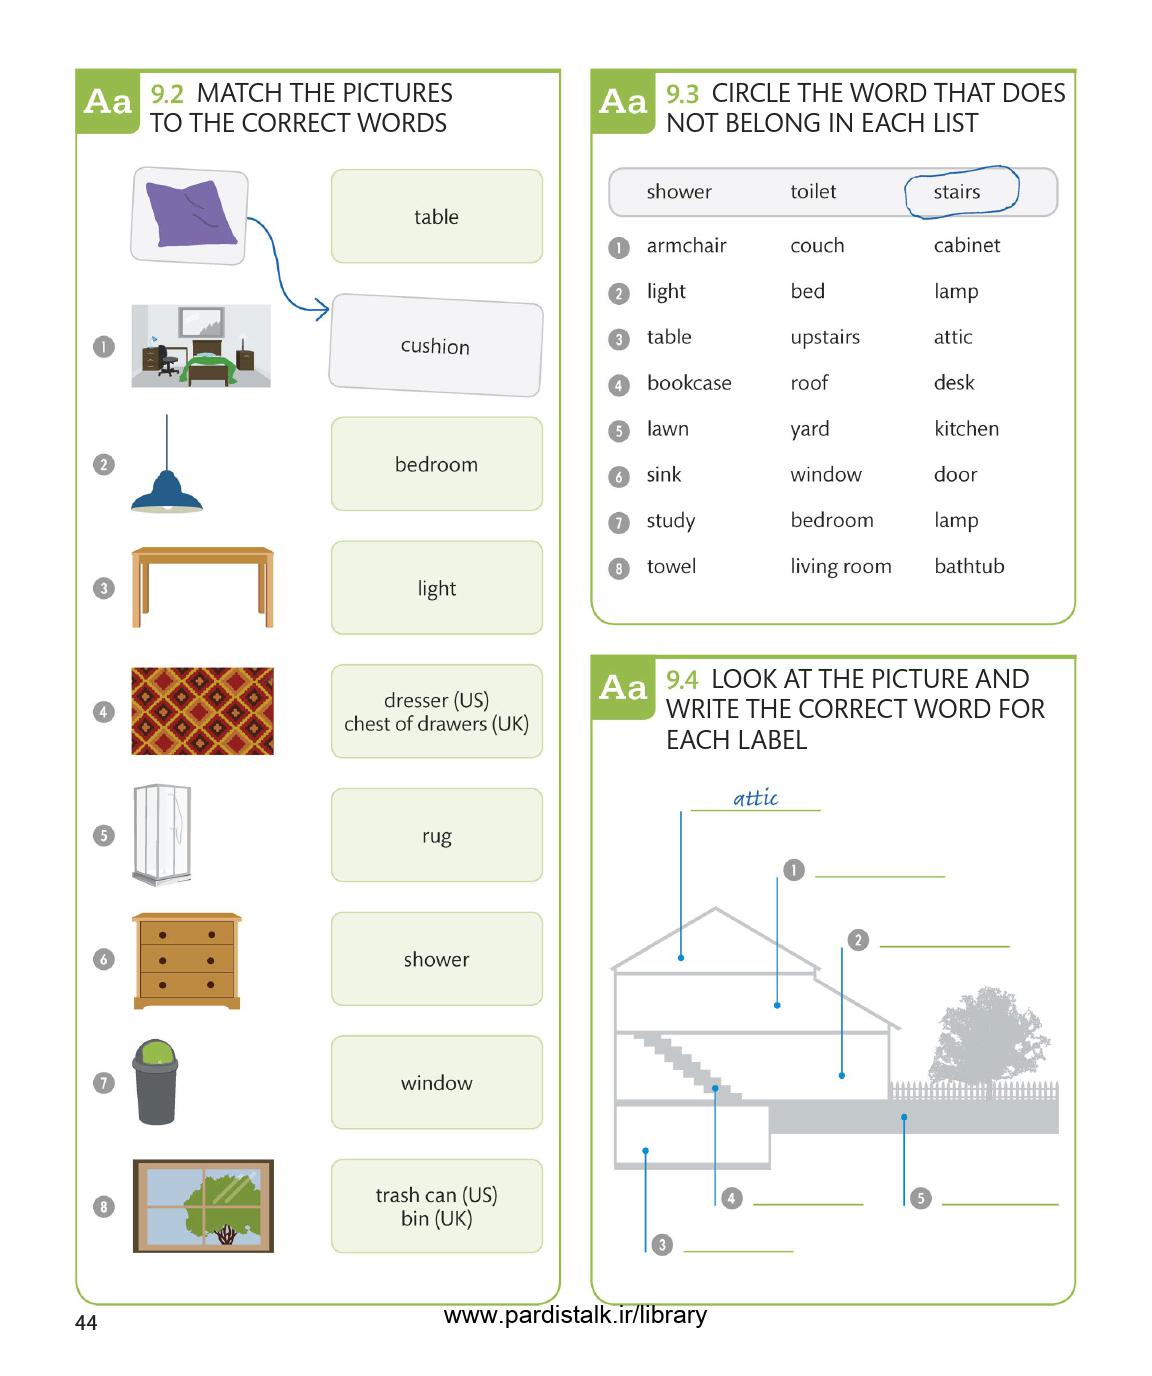 Aa 9.2 MATCH THE PICTURES
TO THE CORRECT WORDS
table
cushion
1
bedroom
2
light
3
dresser (US)
chest of drawers (UK)
4
rug
5
shower
6
window
7
trash can (US)
bin (UK)
8
Aa 9.3 CIRCLE THE WORD THAT DOES
NOT BELONG IN EACH LIST
shower toilet stairs
1 armchair couch cabinet
2 light bed lamp
3 table upstairs attic
4 bookcase roof desk
5 lawn yard kitchen
6 sink window door
7 study bedroom lamp
8 towel living room bathtub
Aa 9.4 LOOK AT THE PICTURE AND
WRITE THE CORRECT WORD FOR
EACH LABEL
attic
1
2
4 5
3
44 www.pardistalk.ir/library